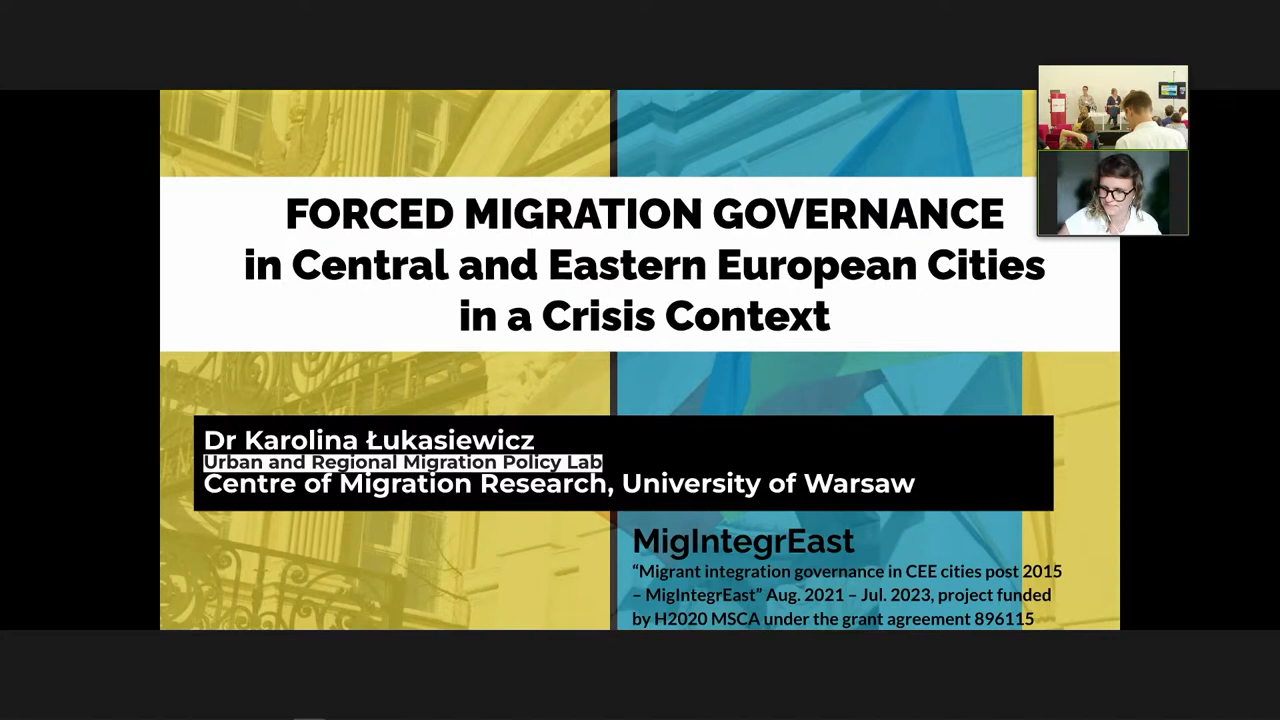 FORCED MIGRATION GOVERNANCE
in Central and Eastern European Cities
in a Crisis Context
Dr Karolina Łukasiewicz
Urban and Regional Migration Policy Lab
Centre of Migration Research, University of Warsaw
MigIntegrEast
“Migrant integration governance in CEE cities post 2015
– MigIntegrEast” Aug. 2021 – Jul. 2023, project funded
by H2020 MSCA under the grant agreement 896115